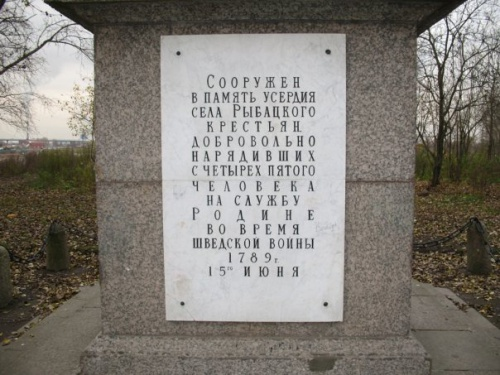 Сооружен
в память усердия
села Рыбацкого
крестьян
добровольно
нарядивших
с четырех пятого
человека
на службу
Родине
во время
шведской войны
1789 г.
15го июня